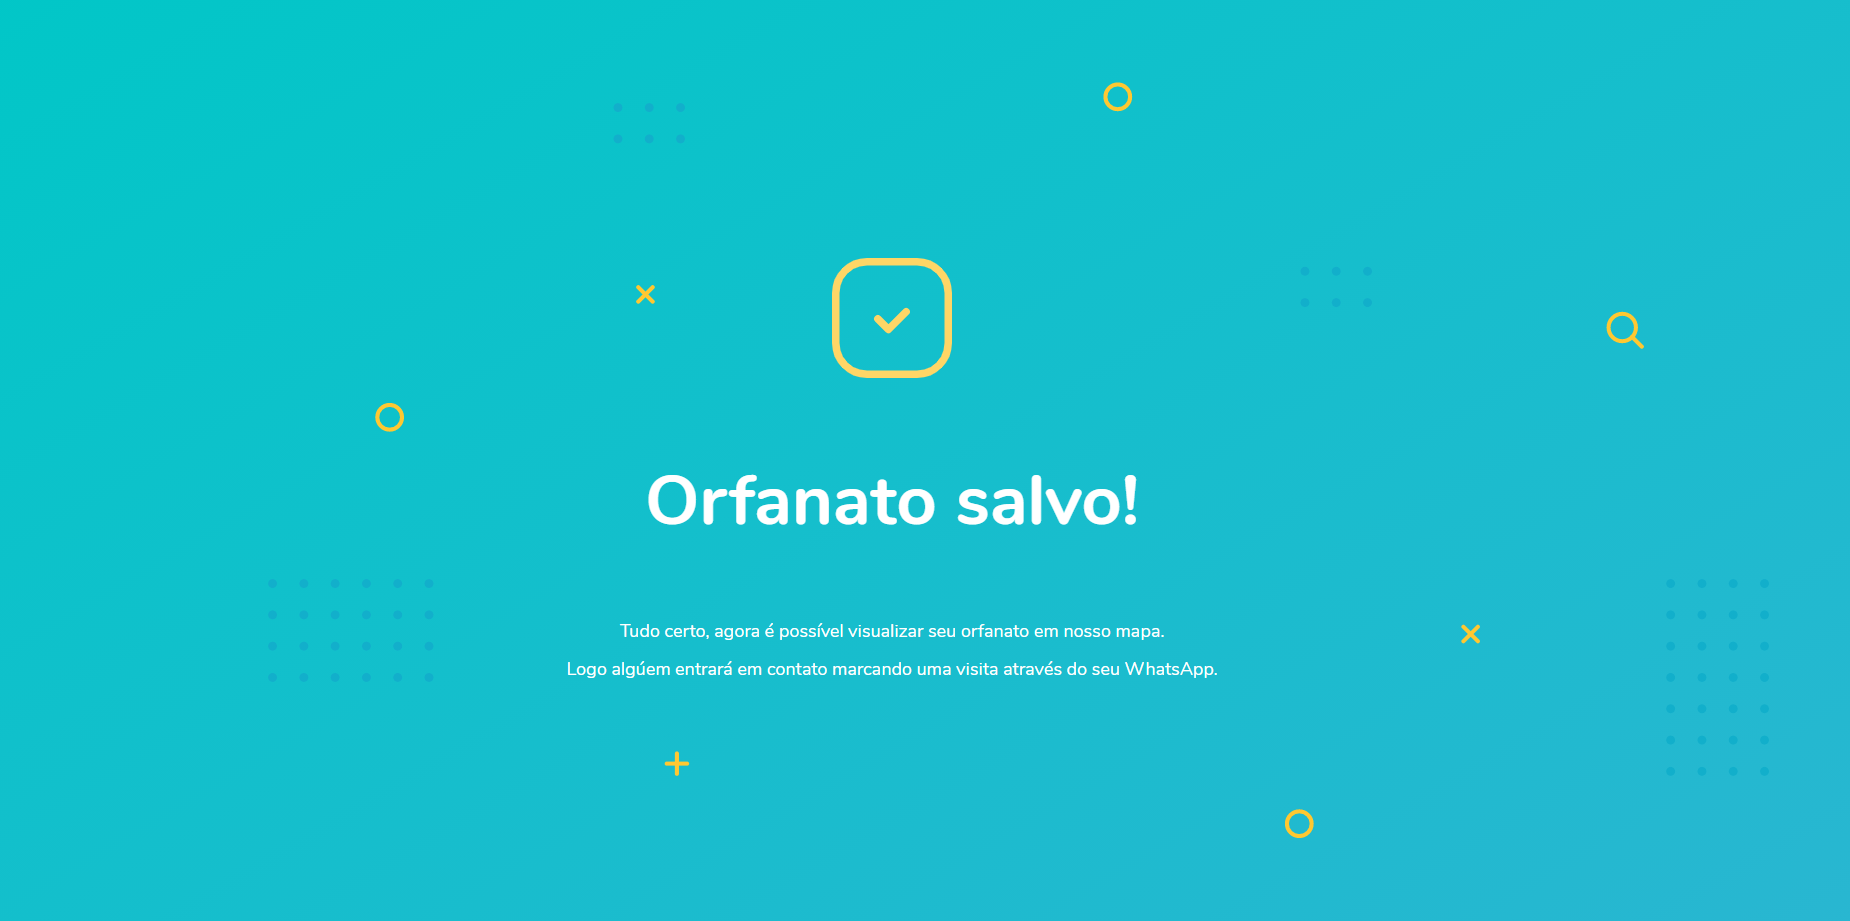 Orfanato salvo!
Tudo certo, agora é possível visualizar seu orfanato em nosso mapa.
Logo algúem entrará em contato marcando uma visita através do seu WhatsApp.